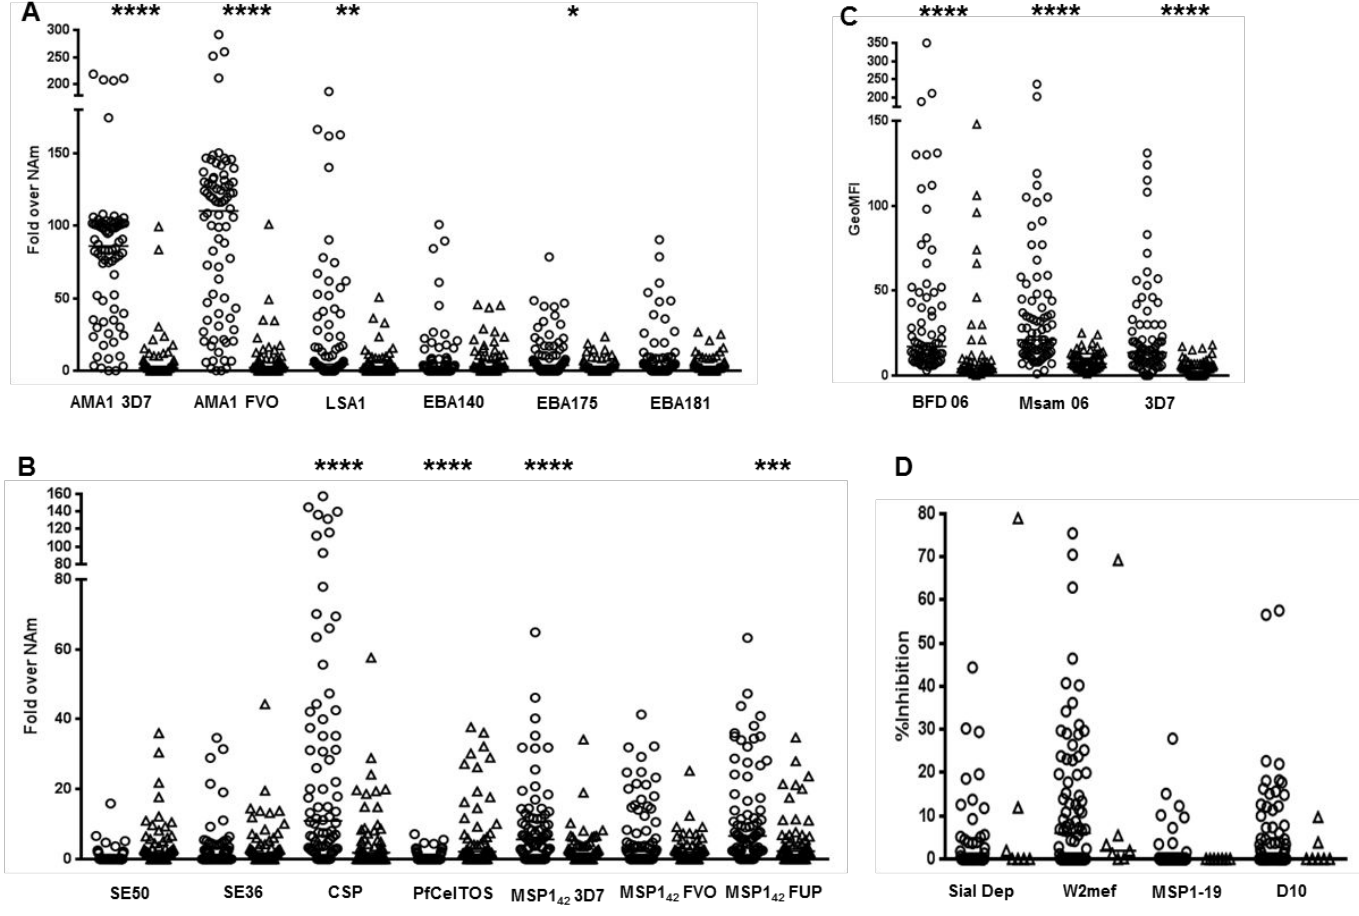 A
**** **** ** *
Fold over NAm
300
250
200
150
100
50
0
AMA1 3D7 AMA1 FVO LSA1 EBA140 EBA175 EBA181
C
**** **** ****
GeoMFI
350
300
250
200
150
100
50
0
BFD 06 Msam 06 3D7
B
**** **** **** ***
Fold over NAm
160
140
120
100
80
80
60
40
20
0
SE50 SE36 CSP PfCelTOS MSP1₄₂ 3D7 MSP1₄₂ FVO MSP1₄₂ FUP
D
%Inhibition
80
70
60
50
40
30
20
10
0
Sial Dep W2mef MSP1-19 D10